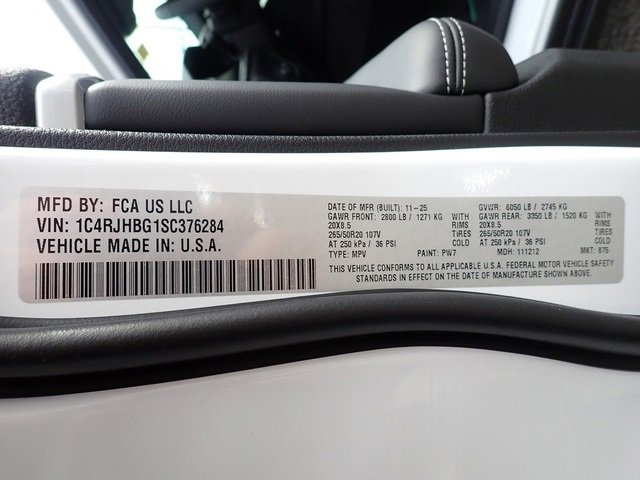 MFD BY: FCA US LLC
VIN: 1C4RJHBG1SC376284
VEHICLE MADE IN: U.S.A.
DATE OF MFR (BUILT): 11-25 GVWR: 6050 LB / 2745 KG
GAWR FRONT: 2800 LB / 1271 KG WITH GAWR REAR: 3350 LB / 1520 KG WITH
20X8.5 RIMS 20X8.5 RIMS
265/50R20 107V TIRES 265/50R20 107V TIRES
AT 250 kPa / 36 PSI AT 250 kPa / 36 PSI
TYPE: MPV PAINT: PW7 MDH: 111212 MKT: 975
THIS VEHICLE CONFORMS TO ALL APPLICABLE U.S.A. FEDERAL MOTOR VEHICLE SAFETY
STANDARDS IN EFFECT ON THE DATE OF MANUFACTURE SHOWN ABOVE.